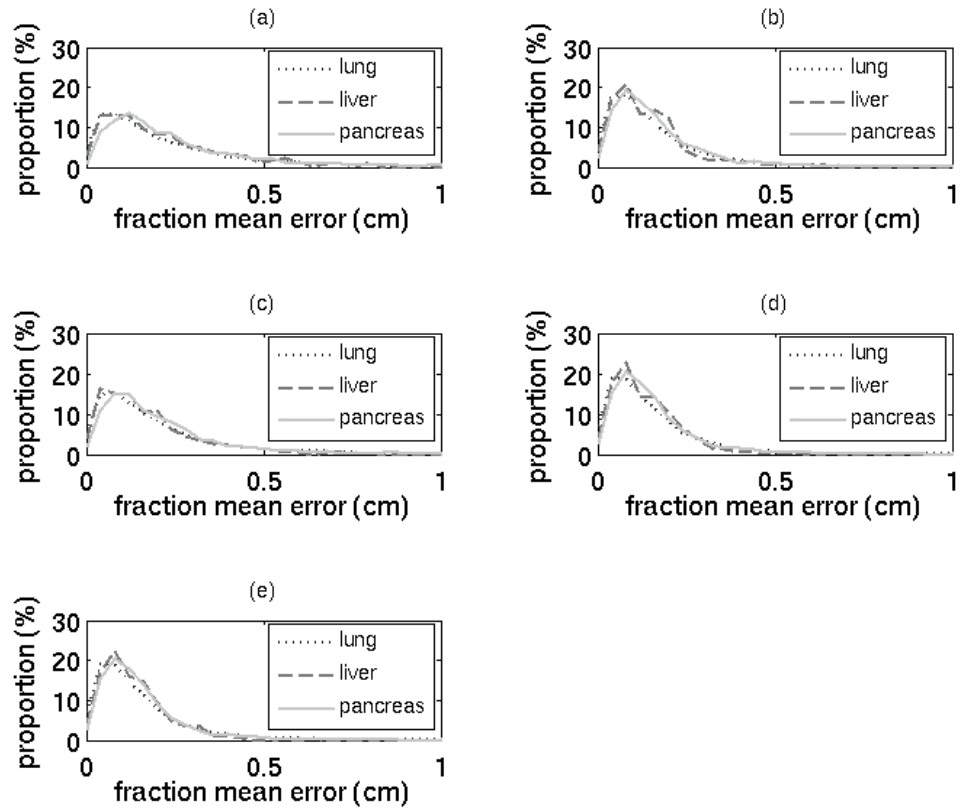 (a)
proportion (%)
30
20
10
0
lung
liver
pancreas
0 0.5 1
fraction mean error (cm)
(b)
proportion (%)
30
20
10
0
lung
liver
pancreas
0 0.5 1
fraction mean error (cm)
(c)
proportion (%)
30
20
10
0
lung
liver
pancreas
0 0.5 1
fraction mean error (cm)
(d)
proportion (%)
30
20
10
0
lung
liver
pancreas
0 0.5 1
fraction mean error (cm)
(e)
proportion (%)
30
20
10
0
lung
liver
pancreas
0 0.5 1
fraction mean error (cm)